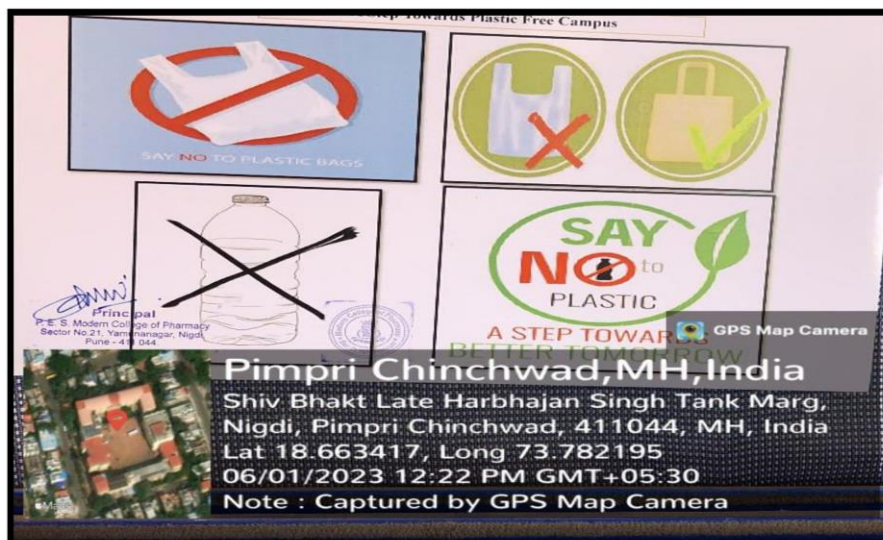 Step Towards Plastic Free Campus
SAY NO TO PLASTIC BAGS
SAY
NO to
PLASTIC
A STEP TOWARDS
BETTER TOMORROW
Principal
P. E. S. Modern College of Pharmacy
Sector No.21, Yamunanagar, Nigdi
Pune - 411 044.
GPS Map Camera
Pimpri Chinchwad,MH,India
Shiv Bhakt Late Harbhajan Singh Tank Marg,
Nigdi, Pimpri Chinchwad, 411044, MH, India
Lat 18.663417, Long 73.782195
06/01/2023 12:22 PM GMT+05:30
Note : Captured by GPS Map Camera